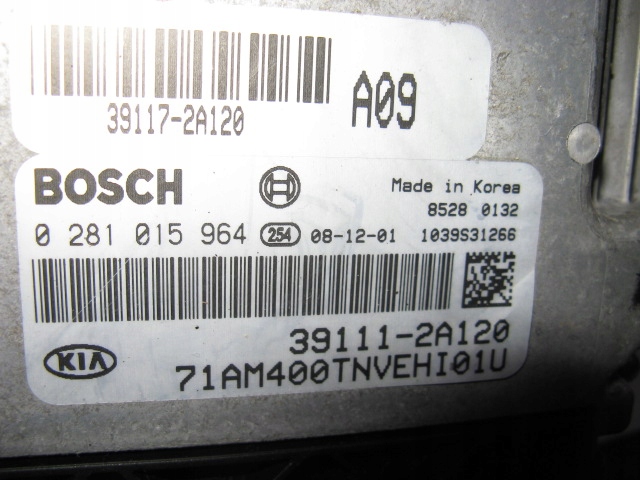 39117-2A120
A09
BOSCH
Made in Korea
8528 0132
0 281 015 964 254 08-12-01 1039S31266
39111-2A120
KIA
71AM400TNVEHI01U